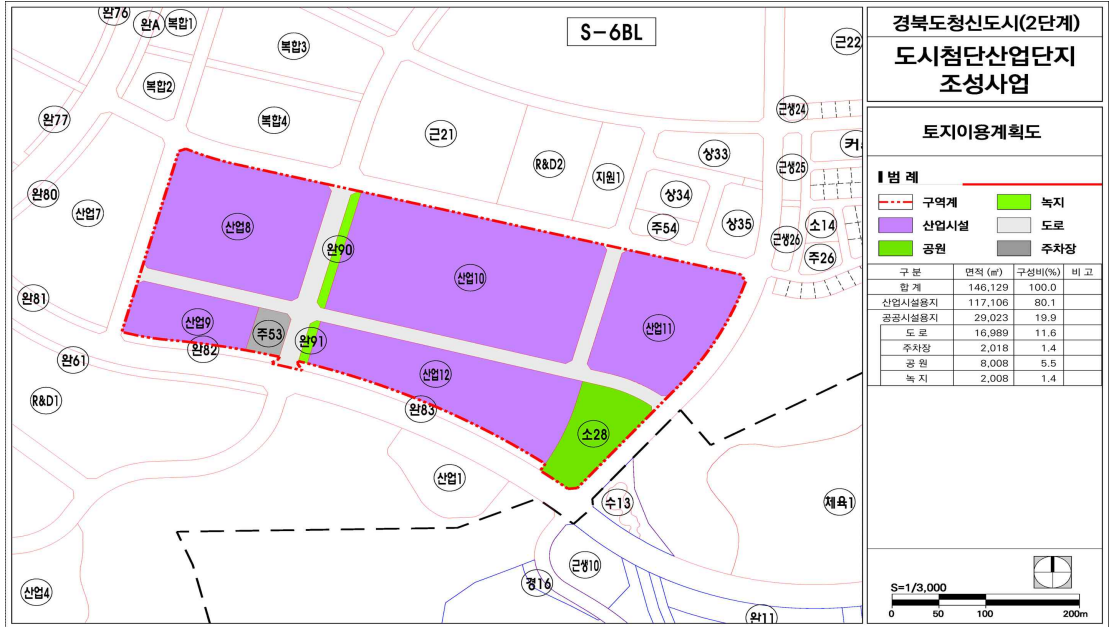 완76
완A
복합1
복합3
S-6BL
근22
복합2
완77
복합4
근21
근생24
커
R&D2
지원1
상33
근생25
완80
산업7
상34
상35
주54
산업8
완90
산업10
근생26
소14
주26
완81
산업9
주53
완91
산업11
완82
완61
산업12
R&D1
완83
소28
산업1
수13
체육1
산업4
경16
근생10
완11
경북도청신도시(2단계)
도시첨단산업단지
조성사업
토지이용계획도
범 례
구역계 녹지
산업시설 도로
공원 주차장
구 분 면적 (㎡) 구성비(%) 비 고
합 계 146,129 100.0
산업시설용지 117,106 80.1
공공시설용지 29,023 19.9
도 로 16,989 11.6
주차장 2,018 1.4
공 원 8,008 5.5
녹 지 2,008 1.4
S=1/3,000
0 50 100 200m